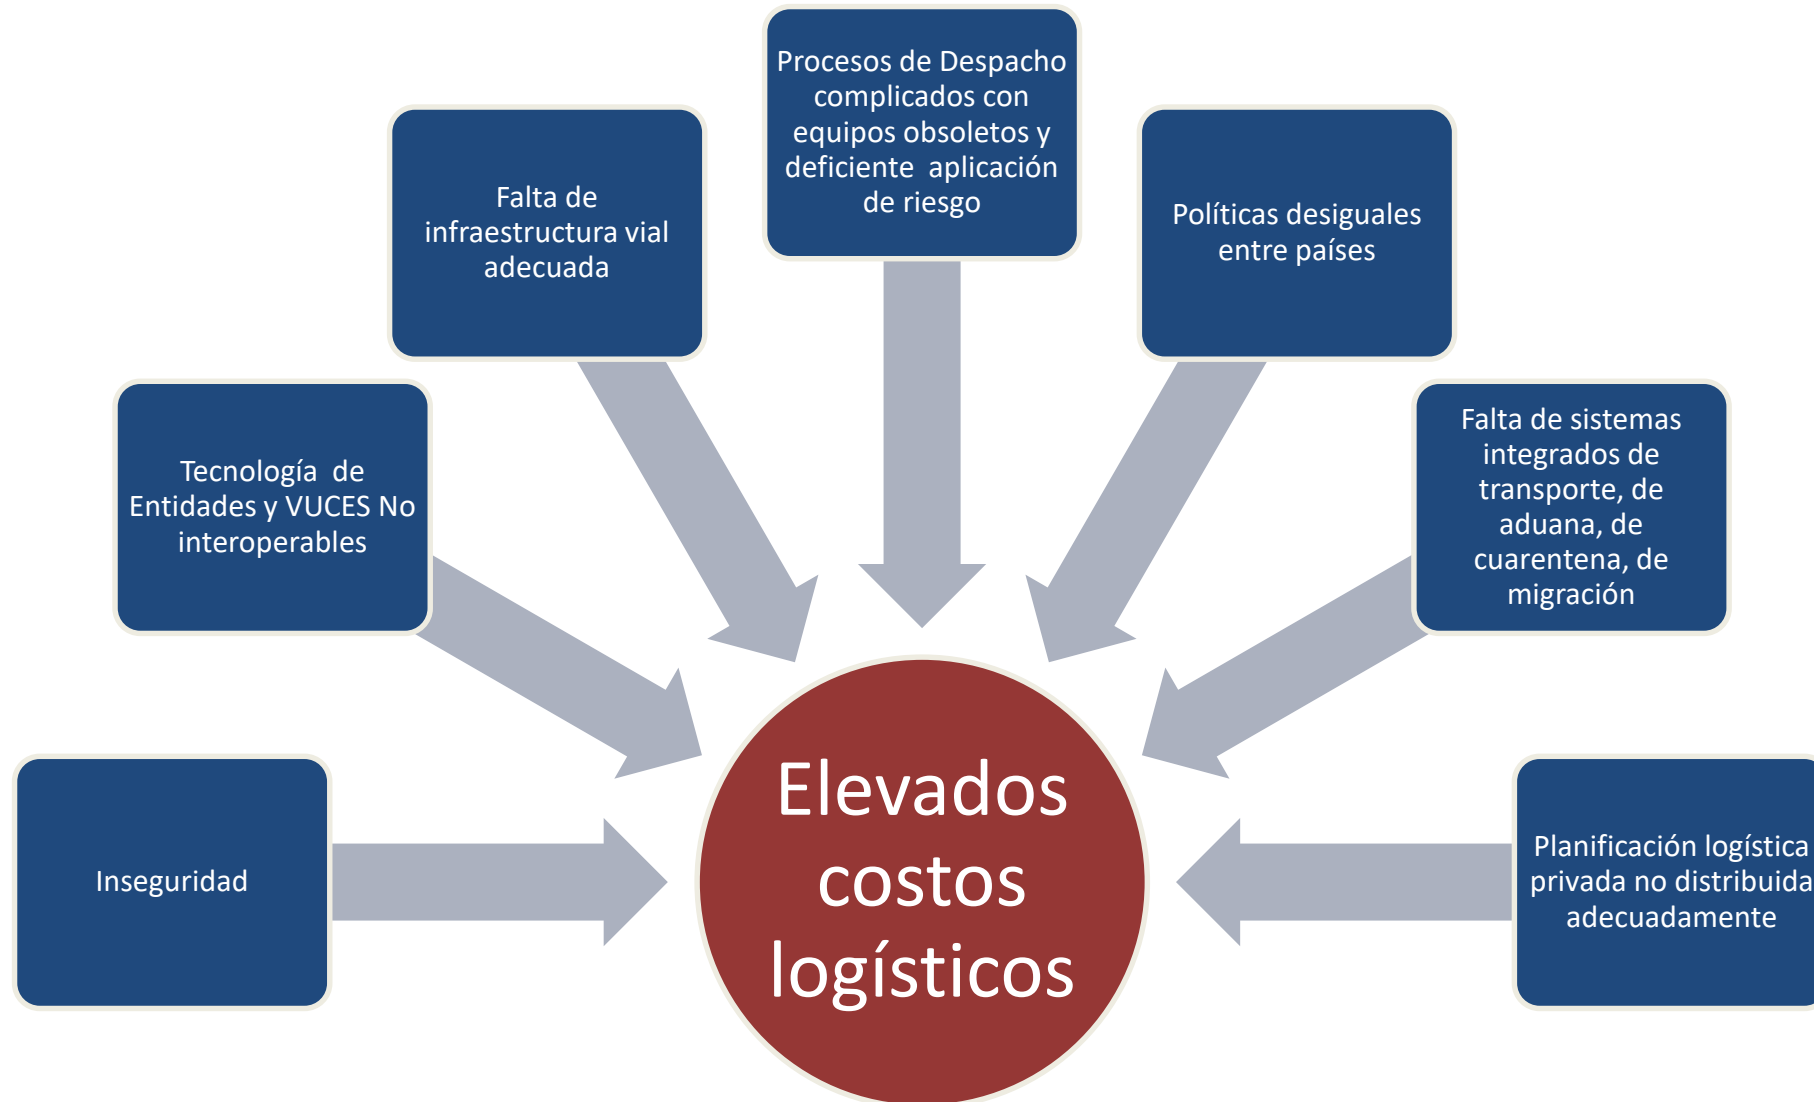 Procesos de Despacho
complicados con
equipos obsoletos y
deficiente aplicación
de riesgo
Falta de
infraestructura vial
adecuada
Políticas desiguales
entre países
Tecnología de
Entidades y VUCES No
interoperables
Falta de sistemas
integrados de
transporte, de
aduana, de
cuarentena, de
migración
Inseguridad
Elevados
costos
logísticos
Planificación logística
privada no distribuida
adecuadamente